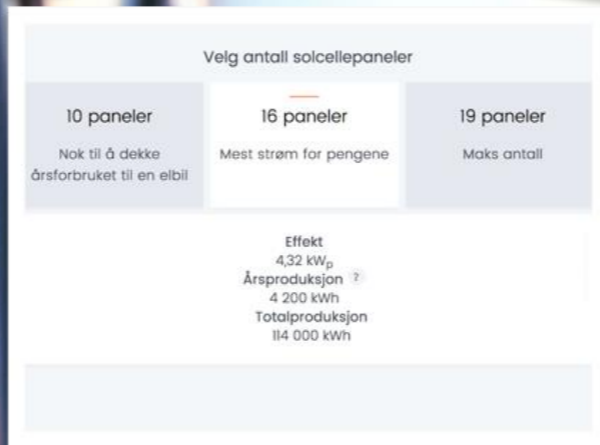 Velg antall solcellepaneler
10 paneler
Nok til å dekke
årsforbruket til en elbil
16 paneler
Mest strøm for pengene
19 paneler
Maks antall
Effekt
4,32 kWp
Årsproduksjon ?
4 200 kWh
Totalproduksjon
114 000 kWh